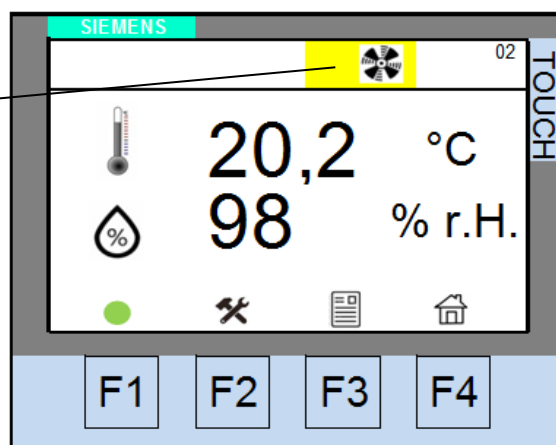 SIEMENS
02
TOUCH
20,2 °C
%
98 % r.H.
F1 F2 F3 F4